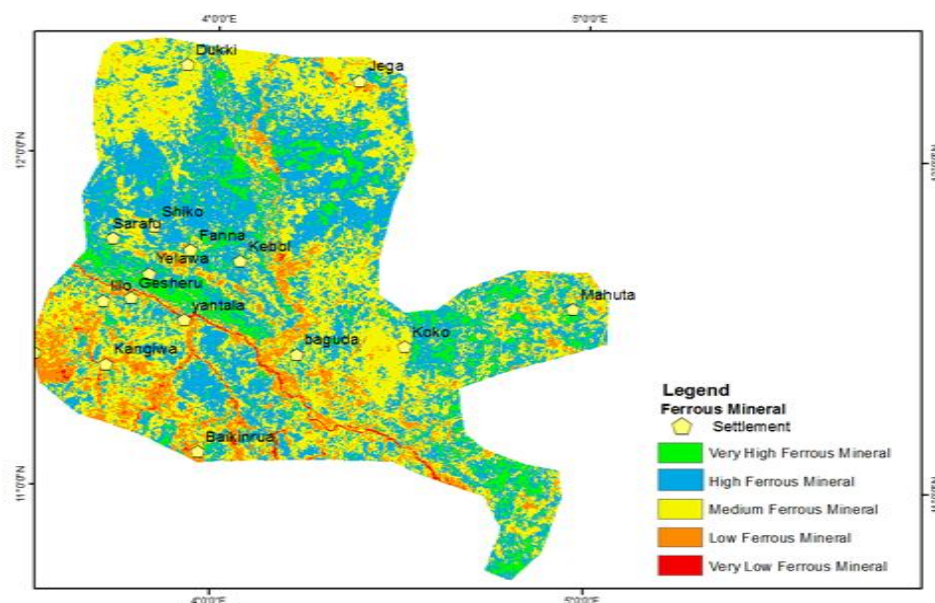 4°0'0"E
5°0'0"E
Dukki
Jega
12°0'0"N
Shiko
Sarafu
Fanna
Kebbi
Yelawa
Gesheru
Mahuta
yantala
Koko
baguda
Kangiwa
Legend
Ferrous Mineral
Settlement
Baikinrua
Very High Ferrous Mineral
11°0'0"N
High Ferrous Mineral
Medium Ferrous Mineral
Low Ferrous Mineral
Very Low Ferrous Mineral
4°0'0"E
5°0'0"E